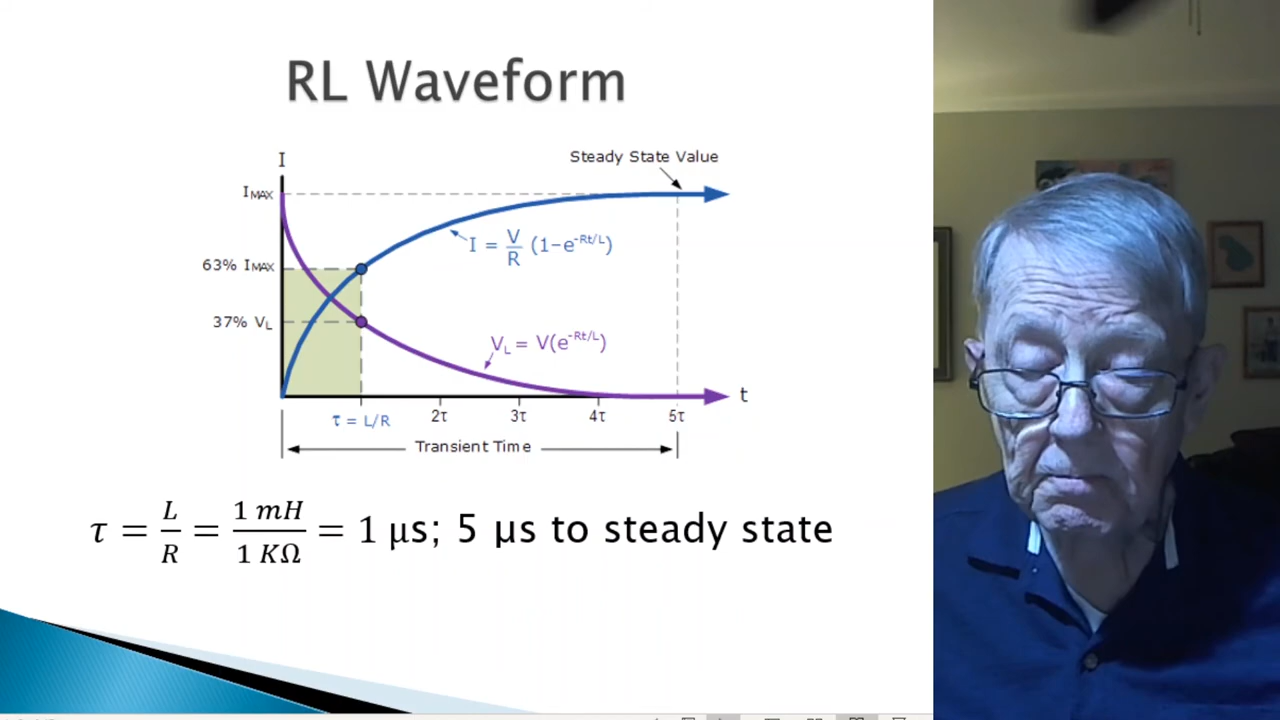 RL Waveform
I
Steady State Value
IMAX
I = V/R (1-e^-Rt/L)
63% IMAX
37% VL
VL = V(e^-Rt/L)
t
τ = L/R 2τ 3τ 4τ 5τ
Transient Time
τ = L/R = 1 mH/1 KΩ = 1 μs; 5 μs to steady state